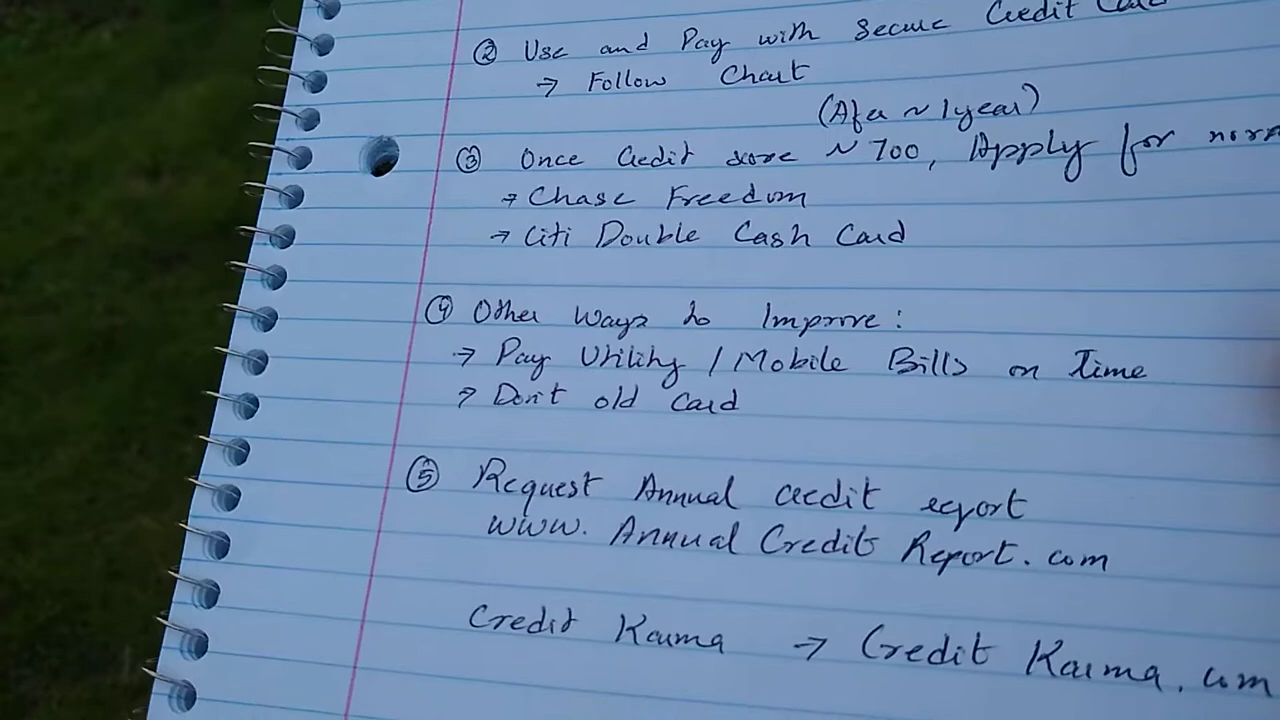 ② Use and Pay with Secure Credit Card
→ Follow Chart
(After ~ 1 year)
③ Once Credit score ~ 700, Apply for norm
→ Chase Freedom
→ Citi Double Cash Card
④ Other Ways to Improve:
→ Pay Utility / Mobile Bills on Time
→ Don't old Card
⑤ Request Annual credit report
www. Annual Credit Report. com
Credit Karma → Credit Karma. com